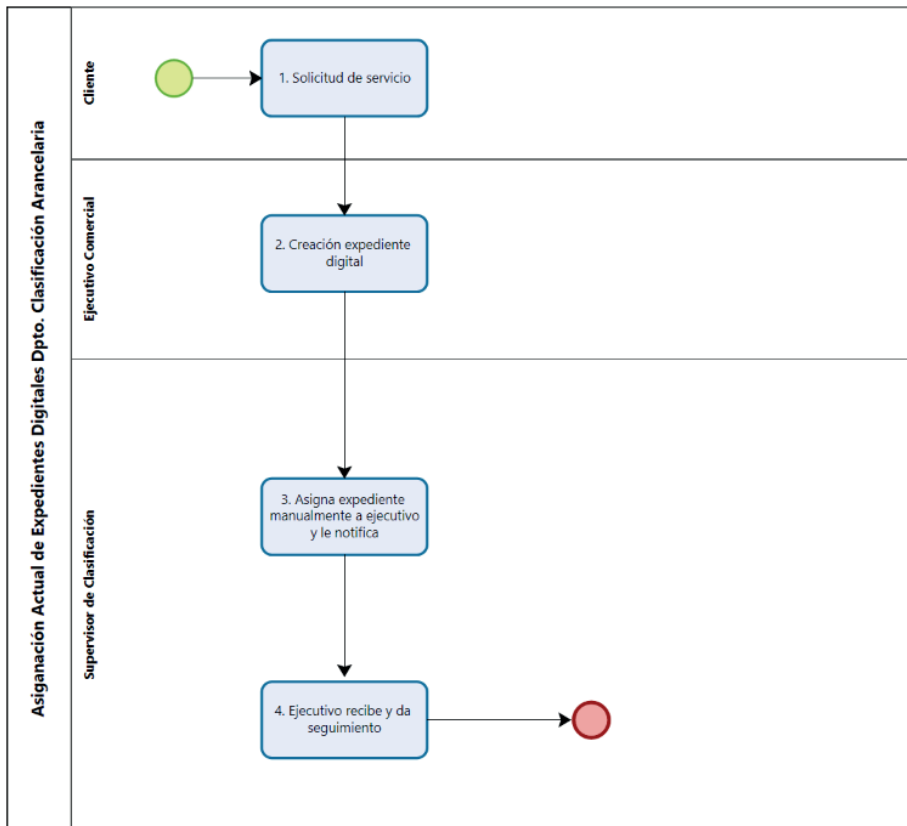 Asiganación Actual de Expedientes Digitales Dpto. Clasificación Arancelaria
Cliente
1. Solicitud de servicio
Ejecutivo Comercial
2. Creación expediente
digital
Supervisor de Clasificación
3. Asigna expediente
manualmente a ejecutivo
y le notifica
4. Ejecutivo recibe y da
seguimiento